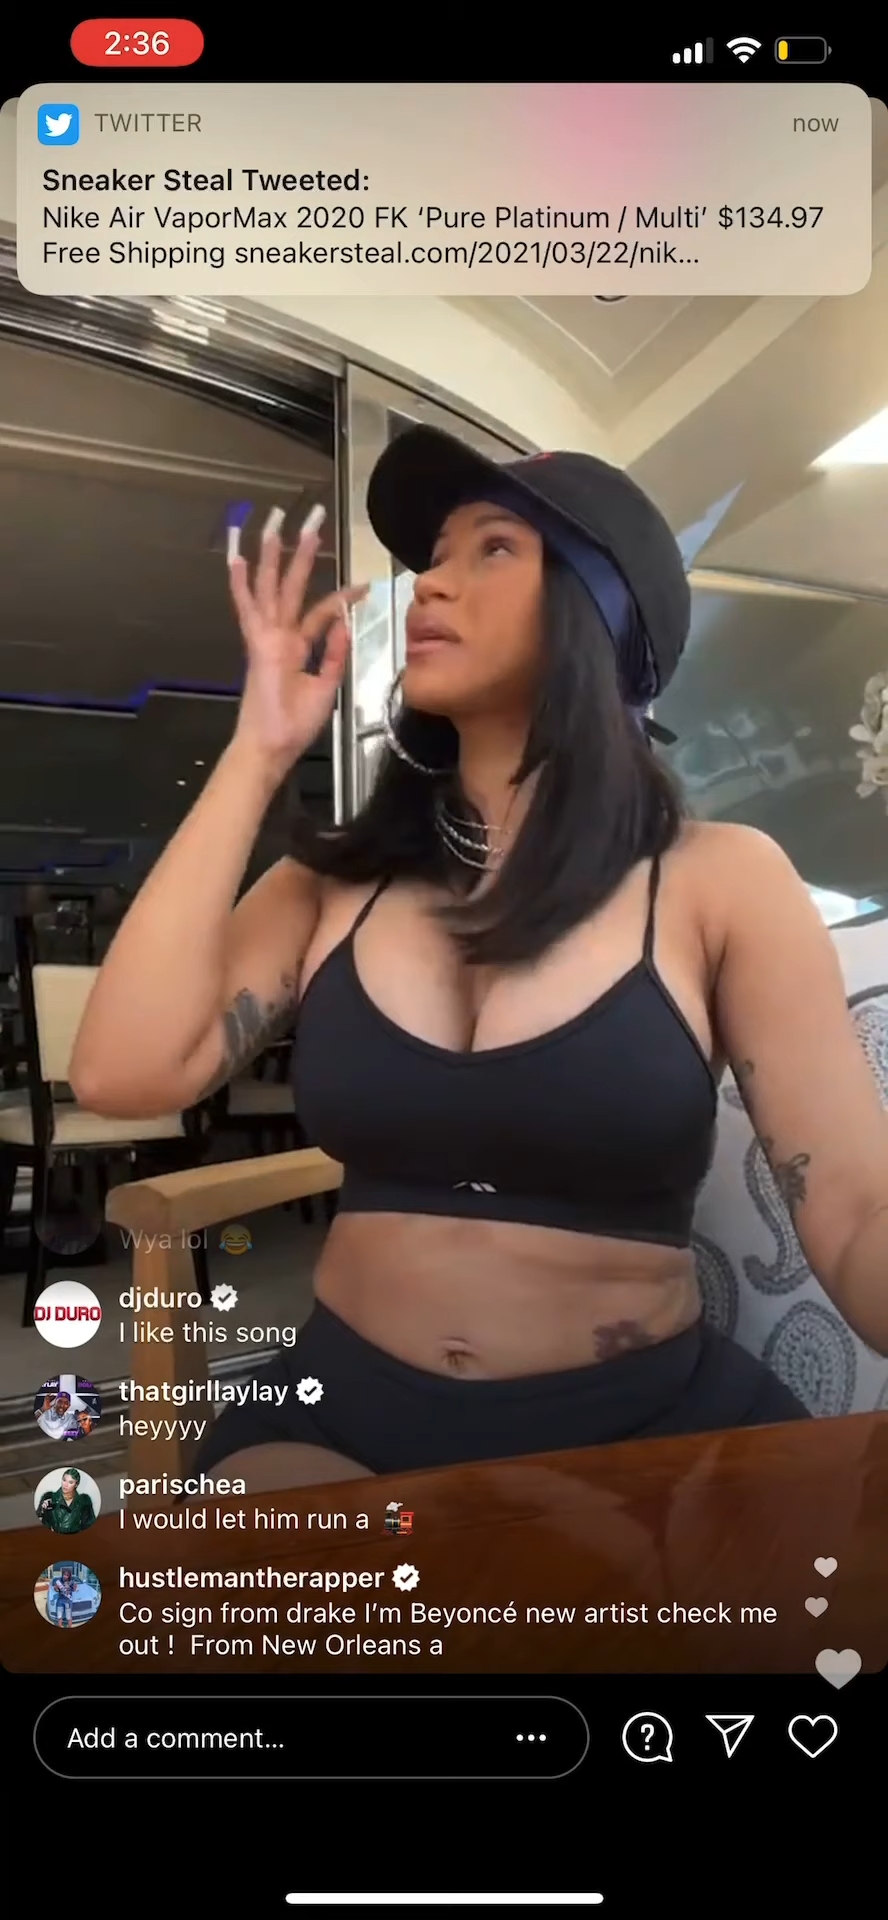 2:36
TWITTER
now
Sneaker Steal Tweeted:
Nike Air VaporMax 2020 FK ‘Pure Platinum / Multi’ $134.97
Free Shipping sneakersteal.com/2021/03/22/nik...
Wya lol 😂
DJ DURO
djduro
I like this song
thatgirllaylay
heyyyy
parischea
I would let him run a 🚂
hustlemantherapper
Co sign from drake I’m Beyoncé new artist check me
out ! From New Orleans a
Add a comment...